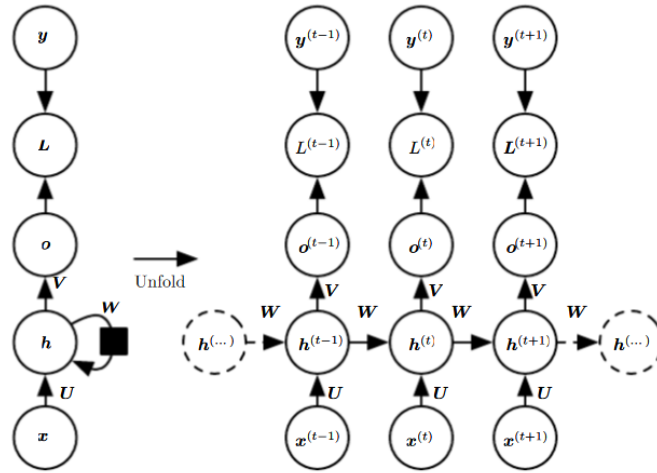 y y^(t−1) y^(t) y^(t+1)
L L^(t−1) L^(t) L^(t+1)
o o^(t−1) o^(t) o^(t+1)
Unfold
V V V V
W W W W W
h h^(...) h^(t−1) h^(t) h^(t+1) h^(...)
U U U U
x x^(t−1) x^(t) x^(t+1)